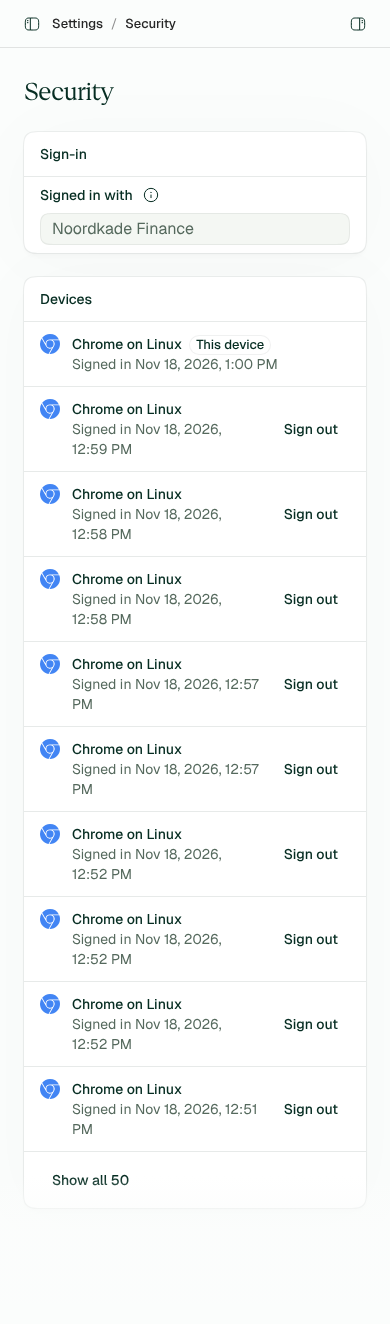 Settings / Security
Security
Sign-in
Signed in with
Noordkade Finance
Devices
Chrome on Linux This device
Signed in Nov 18, 2026, 1:00 PM
Chrome on Linux
Signed in Nov 18, 2026,
12:59 PM
Sign out
Chrome on Linux
Signed in Nov 18, 2026,
12:58 PM
Sign out
Chrome on Linux
Signed in Nov 18, 2026,
12:58 PM
Sign out
Chrome on Linux
Signed in Nov 18, 2026, 12:57
PM
Sign out
Chrome on Linux
Signed in Nov 18, 2026, 12:57
PM
Sign out
Chrome on Linux
Signed in Nov 18, 2026,
12:52 PM
Sign out
Chrome on Linux
Signed in Nov 18, 2026,
12:52 PM
Sign out
Chrome on Linux
Signed in Nov 18, 2026,
12:52 PM
Sign out
Chrome on Linux
Signed in Nov 18, 2026, 12:51
PM
Sign out
Show all 50